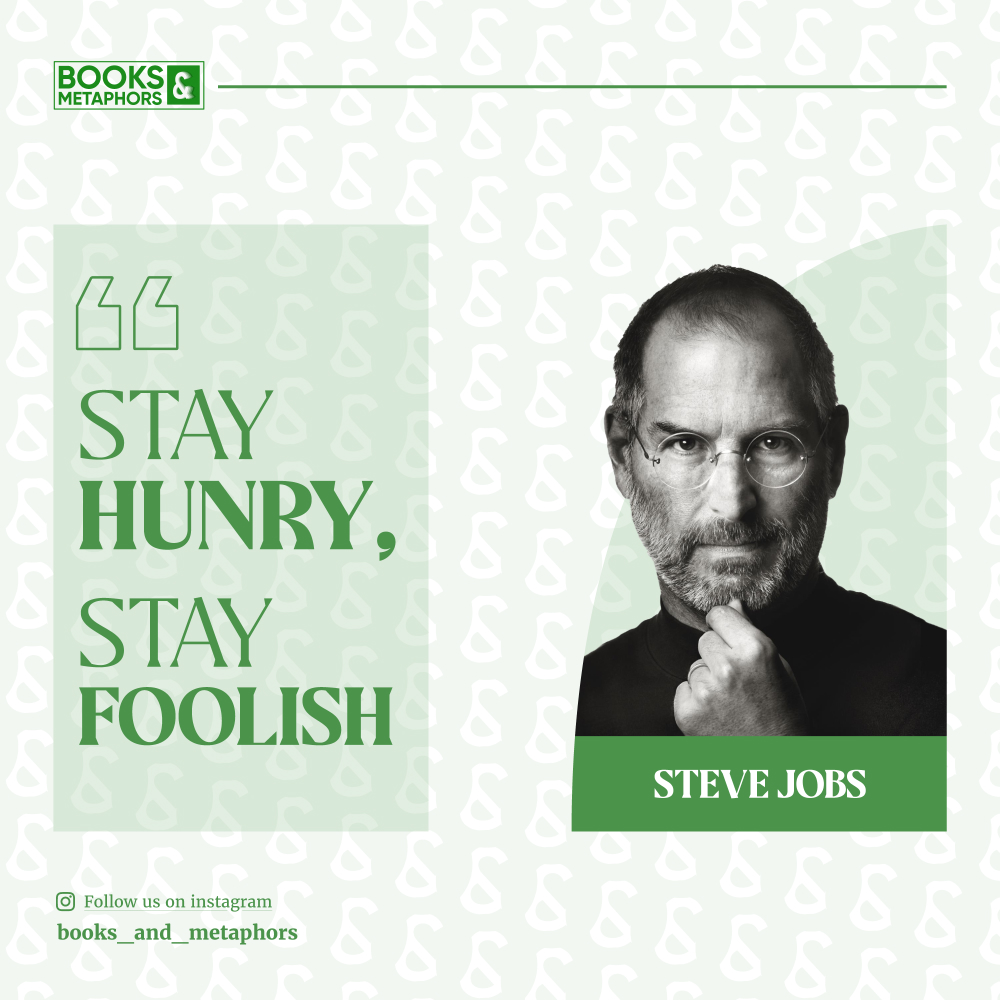 BOOKS &
METAPHORS
STAY
HUNRY,
STAY
FOOLISH
STEVE JOBS
Follow us on instagram
books_and_metaphors